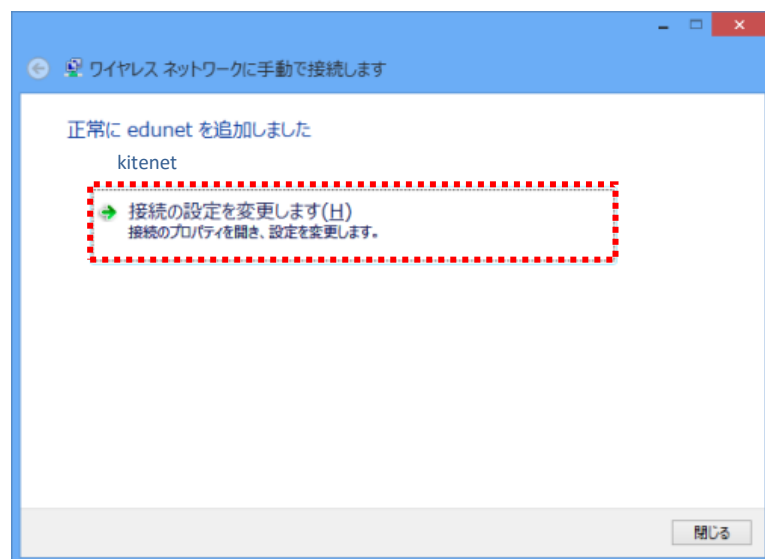 ワイヤレス ネットワークに手動で接続します
正常に edunet を追加しました
kitenet
接続の設定を変更します(H)
接続のプロパティを開き、設定を変更します。
閉じる